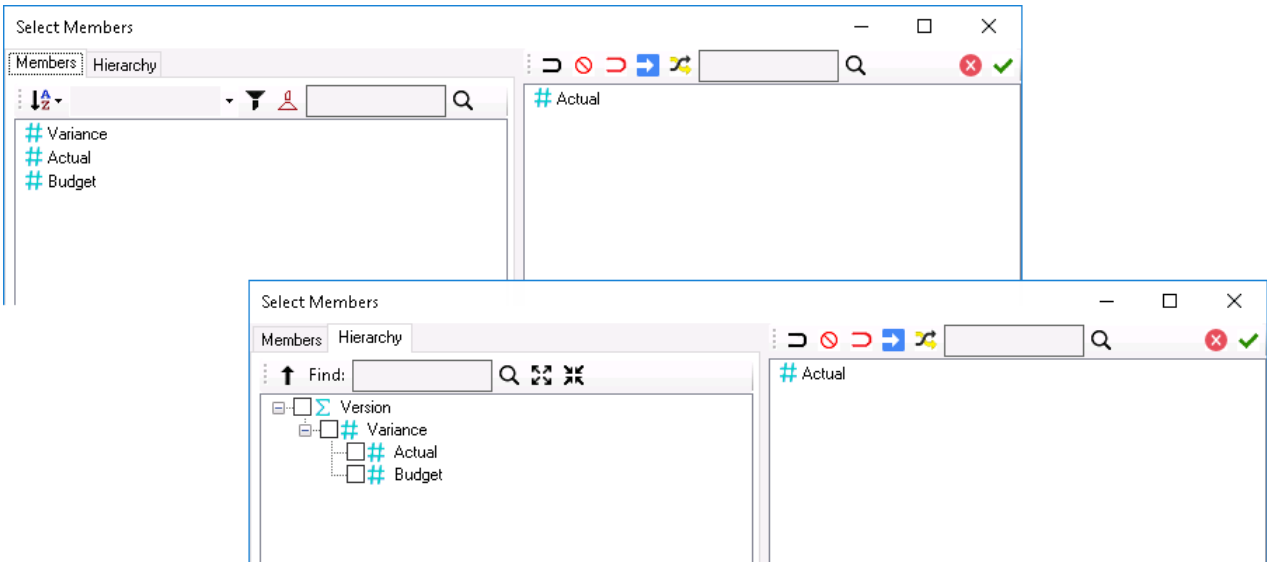 Select Members
Members Hierarchy
# Actual
# Variance
# Actual
# Budget
Select Members
Members Hierarchy
Find:
# Actual
Σ Version
# Variance
# Actual
# Budget